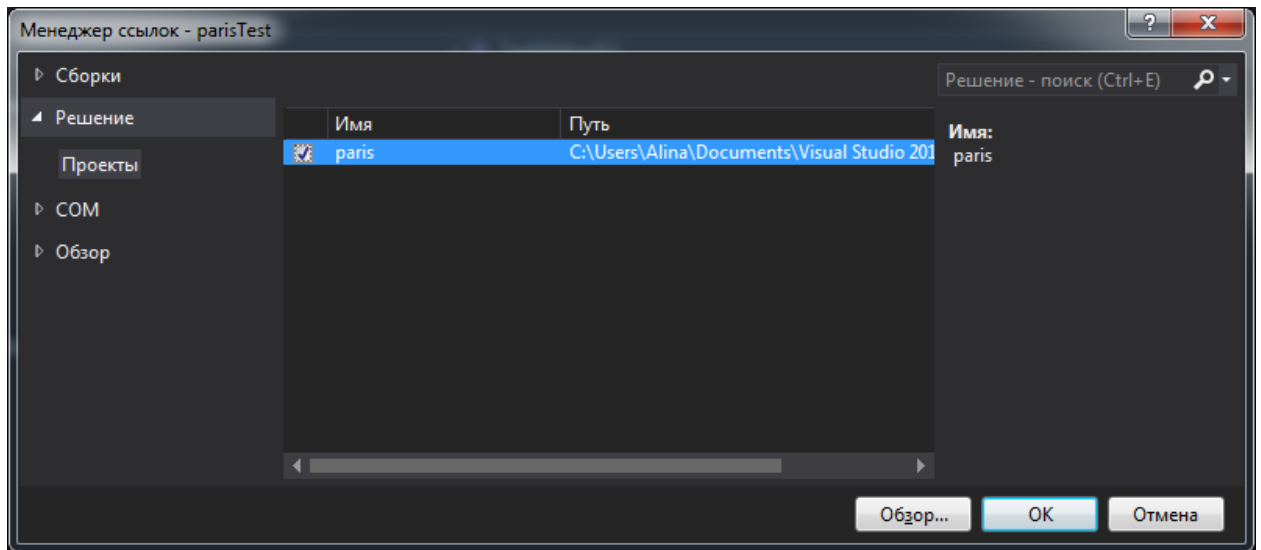 Менеджер ссылок - parisTest
?
X
Сборки
Решение
Проекты
COM
Обзор
Имя Путь
paris C:\Users\Alina\Documents\Visual Studio 201
Решение - поиск (Ctrl+E)
Имя:
paris
Обзор...
ОК
Отмена